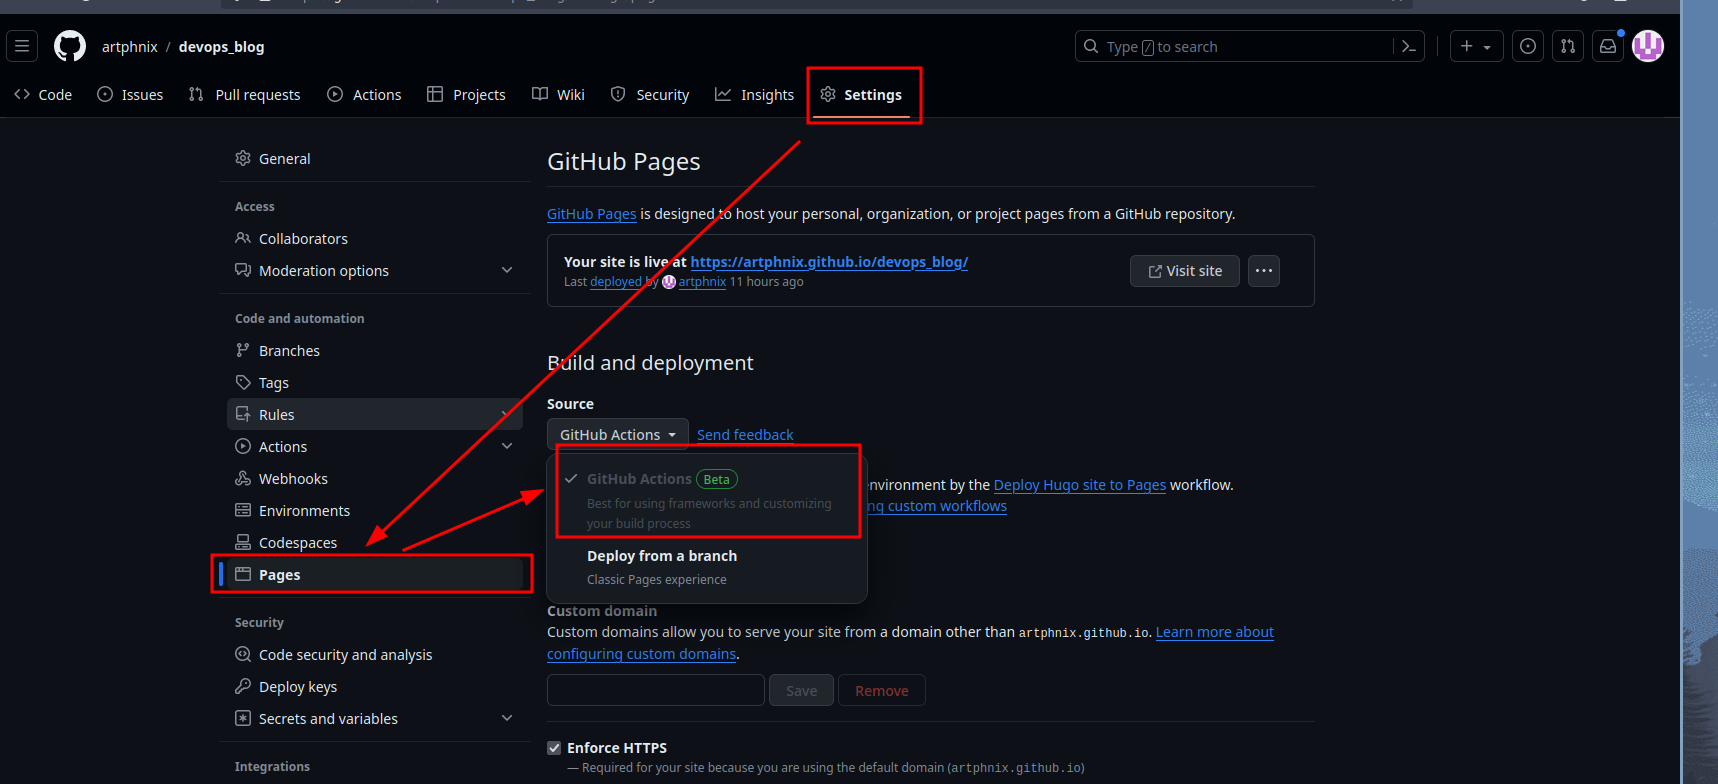 artphnix / devops_blog
Type / to search
Code
Issues
Pull requests
Actions
Projects
Wiki
Security
Insights
Settings
General
Access
Collaborators
Moderation options
Code and automation
Branches
Tags
Rules
Actions
Webhooks
Environments
Codespaces
Pages
Security
Code security and analysis
Deploy keys
Secrets and variables
Integrations
GitHub Pages
GitHub Pages is designed to host your personal, organization, or project pages from a GitHub repository.
Your site is live at https://artphnix.github.io/devops_blog/
Last deployed by artphnix 11 hours ago
Visit site
Build and deployment
Source
GitHub Actions
Send feedback
GitHub Actions Beta
Best for using frameworks and customizing
your build process
Deploy from a branch
Classic Pages experience
nvironment by the Deploy Hugo site to Pages workflow.
ng custom workflows
Custom domain
Custom domains allow you to serve your site from a domain other than artphnix.github.io. Learn more about
configuring custom domains.
Save
Remove
Enforce HTTPS
— Required for your site because you are using the default domain (artphnix.github.io)